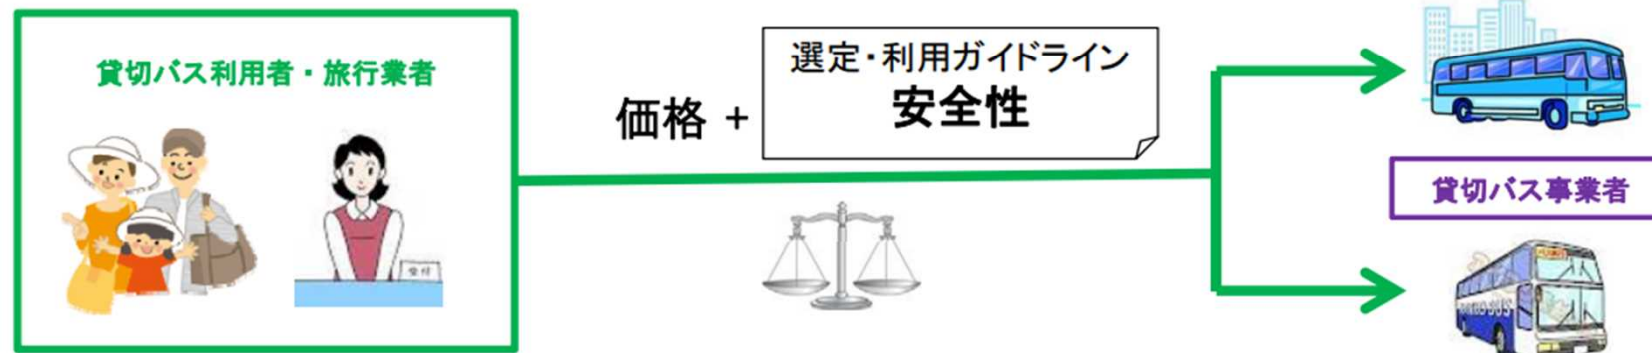 貸切バス利用者・旅行業者
価格 +
選定・利用ガイドライン
安全性
受付
貸切バス事業者